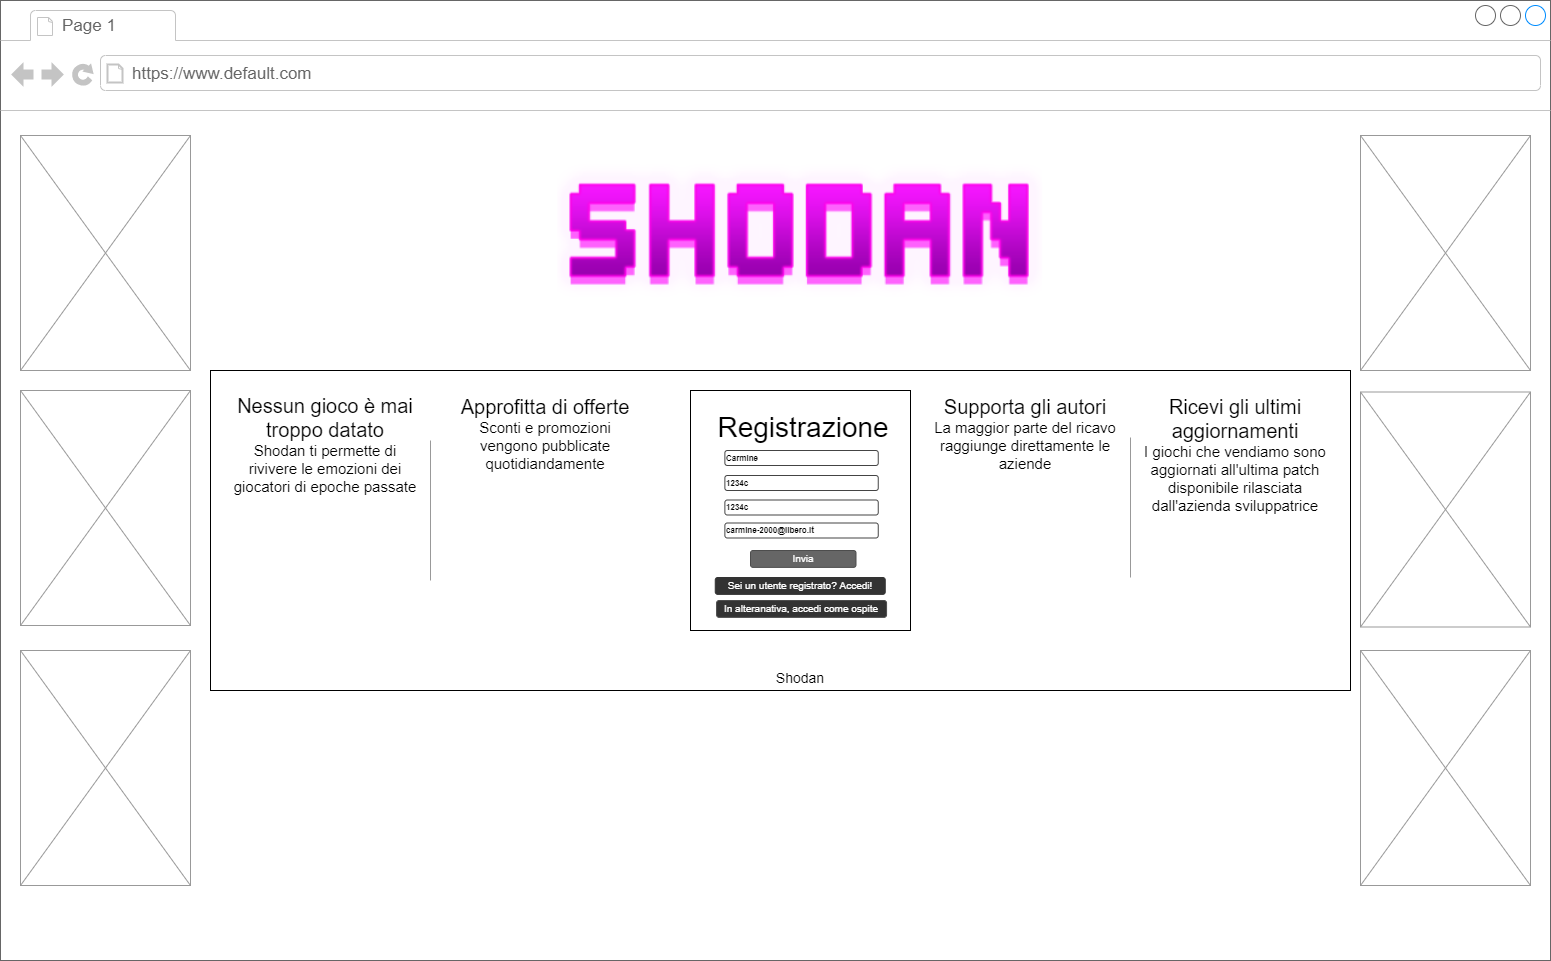 Page 1
https://www.default.com
SHODAN
Nessun gioco è mai
troppo datato
Shodan ti permette di
rivivere le emozioni dei
giocatori di epoche passate
Approfitta di offerte
Sconti e promozioni
vengono pubblicate
quotidiandamente
Registrazione
Carmine
1234c
1234c
carmine-2000@libero.it
Invia
Sei un utente registrato? Accedi!
In alteranativa, accedi come ospite
Supporta gli autori
La maggior parte del ricavo
raggiunge direttamente le
aziende
Ricevi gli ultimi
aggiornamenti
I giochi che vendiamo sono
aggiornati all'ultima patch
disponibile rilasciata
dall'azienda sviluppatrice
Shodan